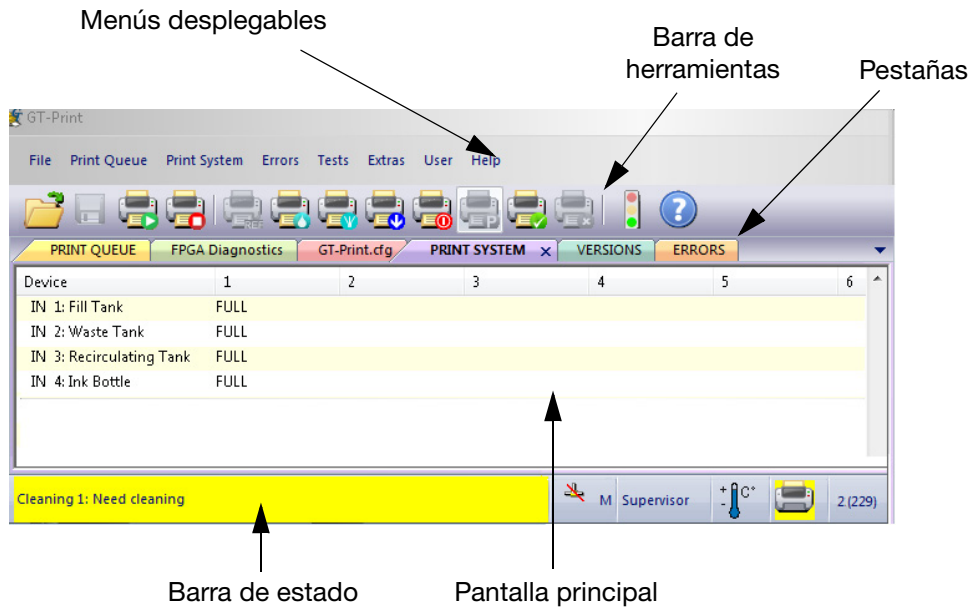 Menús desplegables
Barra de
herramientas
Pestañas
GT-Print
File Print Queue Print System Errors Tests Extras User Help
REF P ?
PRINT QUEUE FPGA Diagnostics GT-Print.cfg PRINT SYSTEM x VERSIONS ERRORS
Device 1 2 3 4 5 6
IN 1: Fill Tank FULL
IN 2: Waste Tank FULL
IN 3: Recirculating Tank FULL
IN 4: Ink Bottle FULL
Cleaning 1: Need cleaning M Supervisor + - C° 2 (229)
Barra de estado Pantalla principal